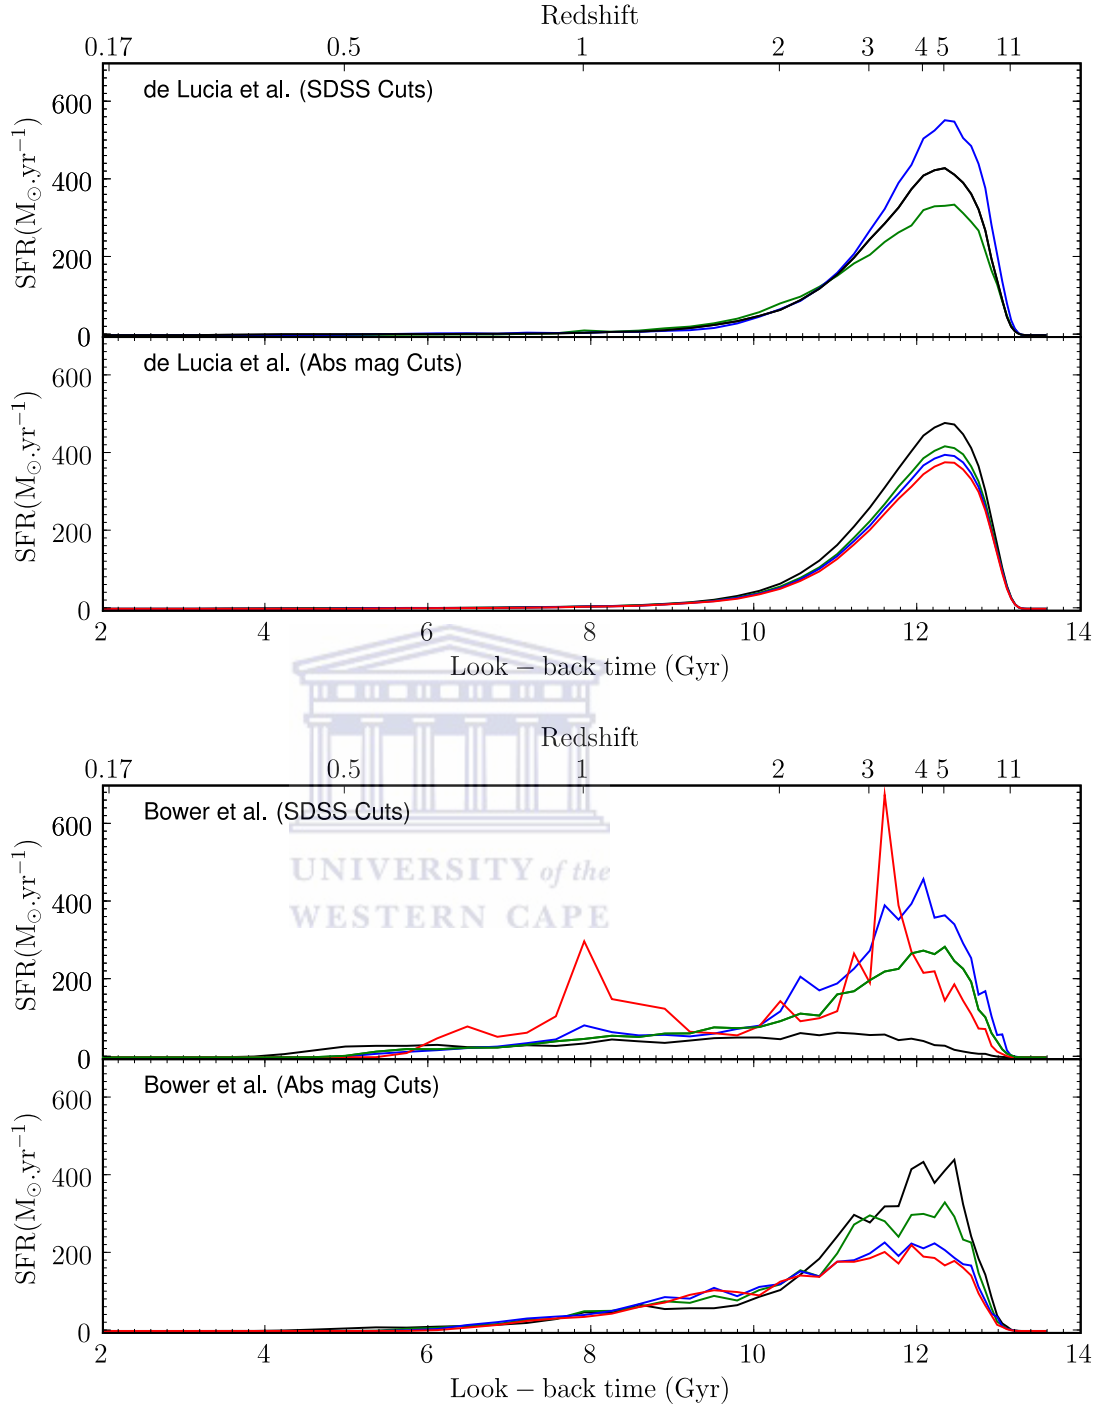 Redshift
0.17 0.5 1 2 3 4 5 11
de Lucia et al. (SDSS Cuts)
600
400
200
0
SFR(M⊙.yr⁻¹)
de Lucia et al. (Abs mag Cuts)
600
400
200
0
SFR(M⊙.yr⁻¹)
2 4 6 8 10 12 14
Look – back time (Gyr)
UNIVERSITY of the
WESTERN CAPE
Redshift
0.17 0.5 1 2 3 4 5 11
Bower et al. (SDSS Cuts)
600
400
200
0
SFR(M⊙.yr⁻¹)
Bower et al. (Abs mag Cuts)
600
400
200
0
SFR(M⊙.yr⁻¹)
2 4 6 8 10 12 14
Look – back time (Gyr)